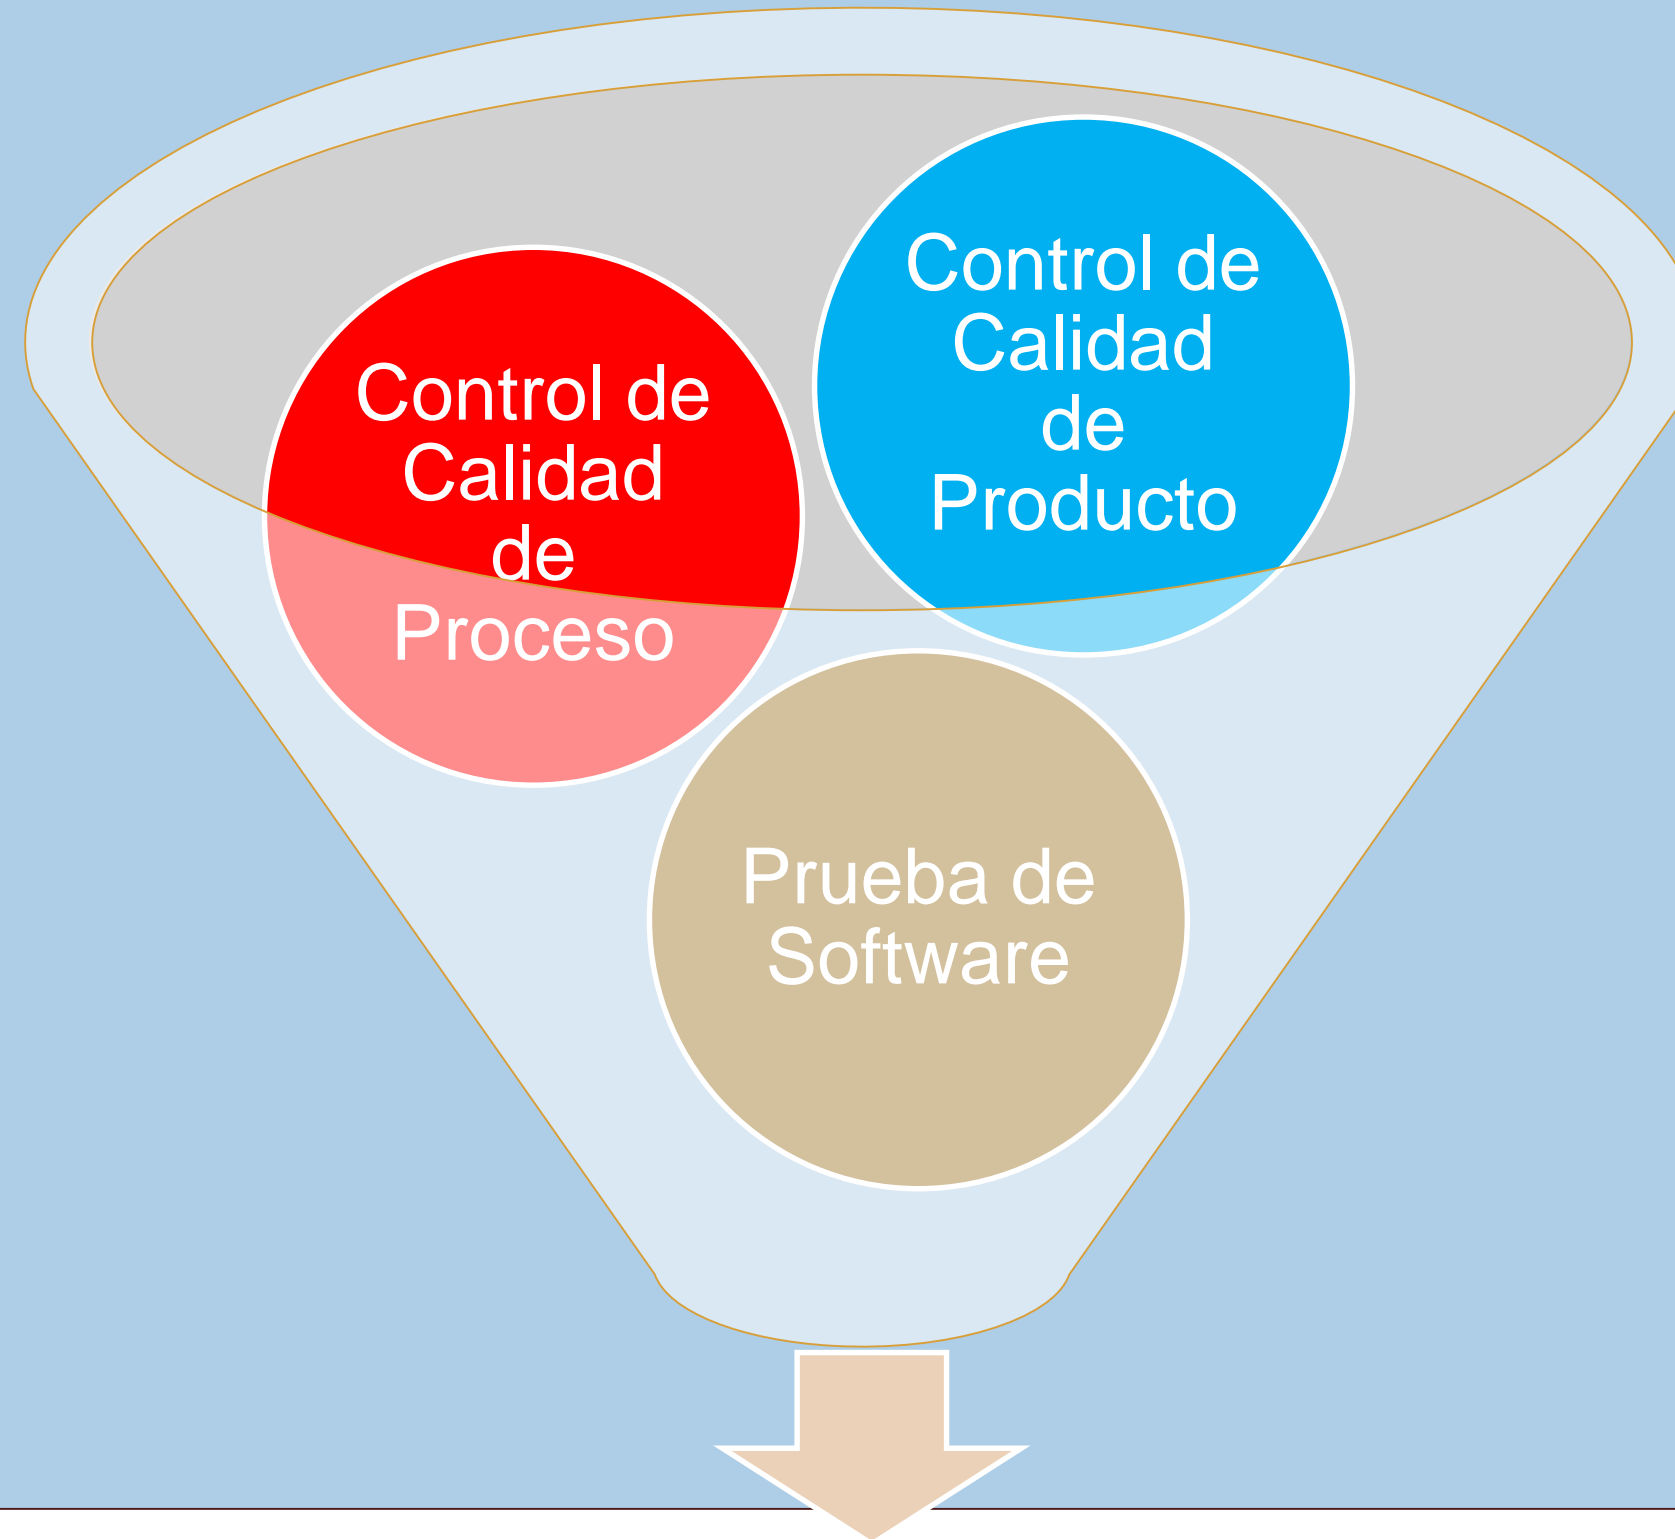 Control de
Calidad
de
Proceso
Control de
Calidad
de
Producto
Prueba de
Software